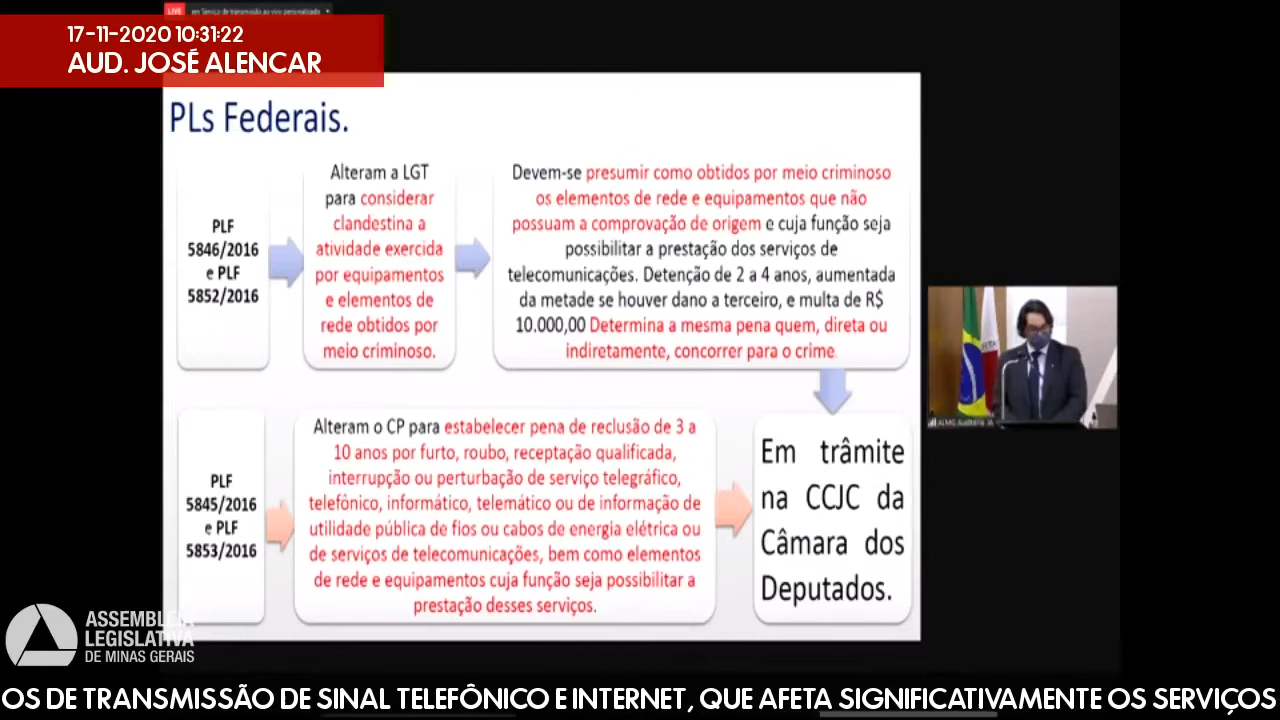 LIVE em Serviço de transmissão ao vivo personalizado
17-11-2020 10:31:22
AUD. JOSÉ ALENCAR
PLs Federais.
PLF
5846/2016
e PLF
5852/2016
Alteram a LGT
para considerar
clandestina a
atividade exercida
por equipamentos
e elementos de
rede obtidos por
meio criminoso.
Devem-se presumir como obtidos por meio criminoso
os elementos de rede e equipamentos que não
possuam a comprovação de origem e cuja função seja
possibilitar a prestação dos serviços de
telecomunicações. Detenção de 2 a 4 anos, aumentada
da metade se houver dano a terceiro, e multa de R$
10.000,00 Determina a mesma pena quem, direta ou
indiretamente, concorrer para o crime
PLF
5845/2016
e PLF
5853/2016
Alteram o CP para estabelecer pena de reclusão de 3 a
10 anos por furto, roubo, receptação qualificada,
interrupção ou perturbação de serviço telegráfico,
telefônico, informático, telemático ou de informação de
utilidade pública de fios ou cabos de energia elétrica ou
de serviços de telecomunicações, bem como elementos
de rede e equipamentos cuja função seja possibilitar a
prestação desses serviços.
Em trâmite
na CCJC da
Câmara dos
Deputados.
ASSEMBLEIA
LEGISLATIVA
DE MINAS GERAIS
OS DE TRANSMISSÃO DE SINAL TELEFÔNICO E INTERNET, QUE AFETA SIGNIFICATIVAMENTE OS SERVIÇOS